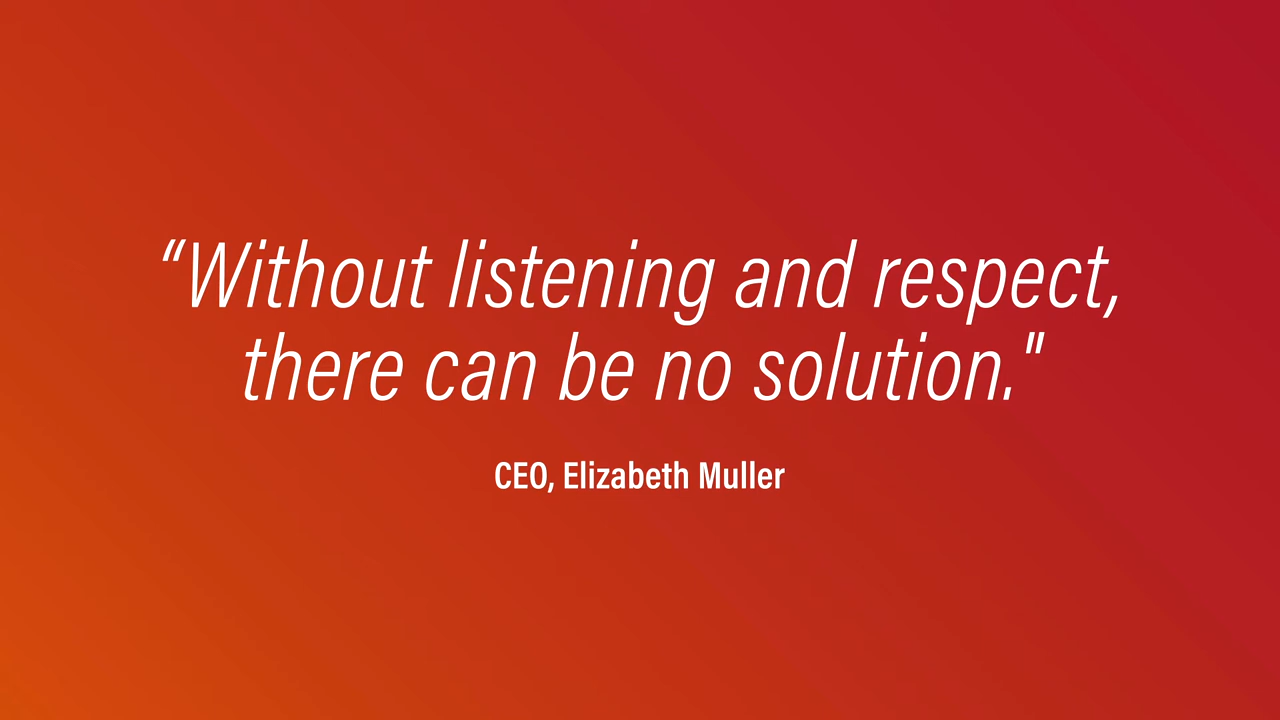 “Without listening and respect,
there can be no solution."
CEO, Elizabeth Muller